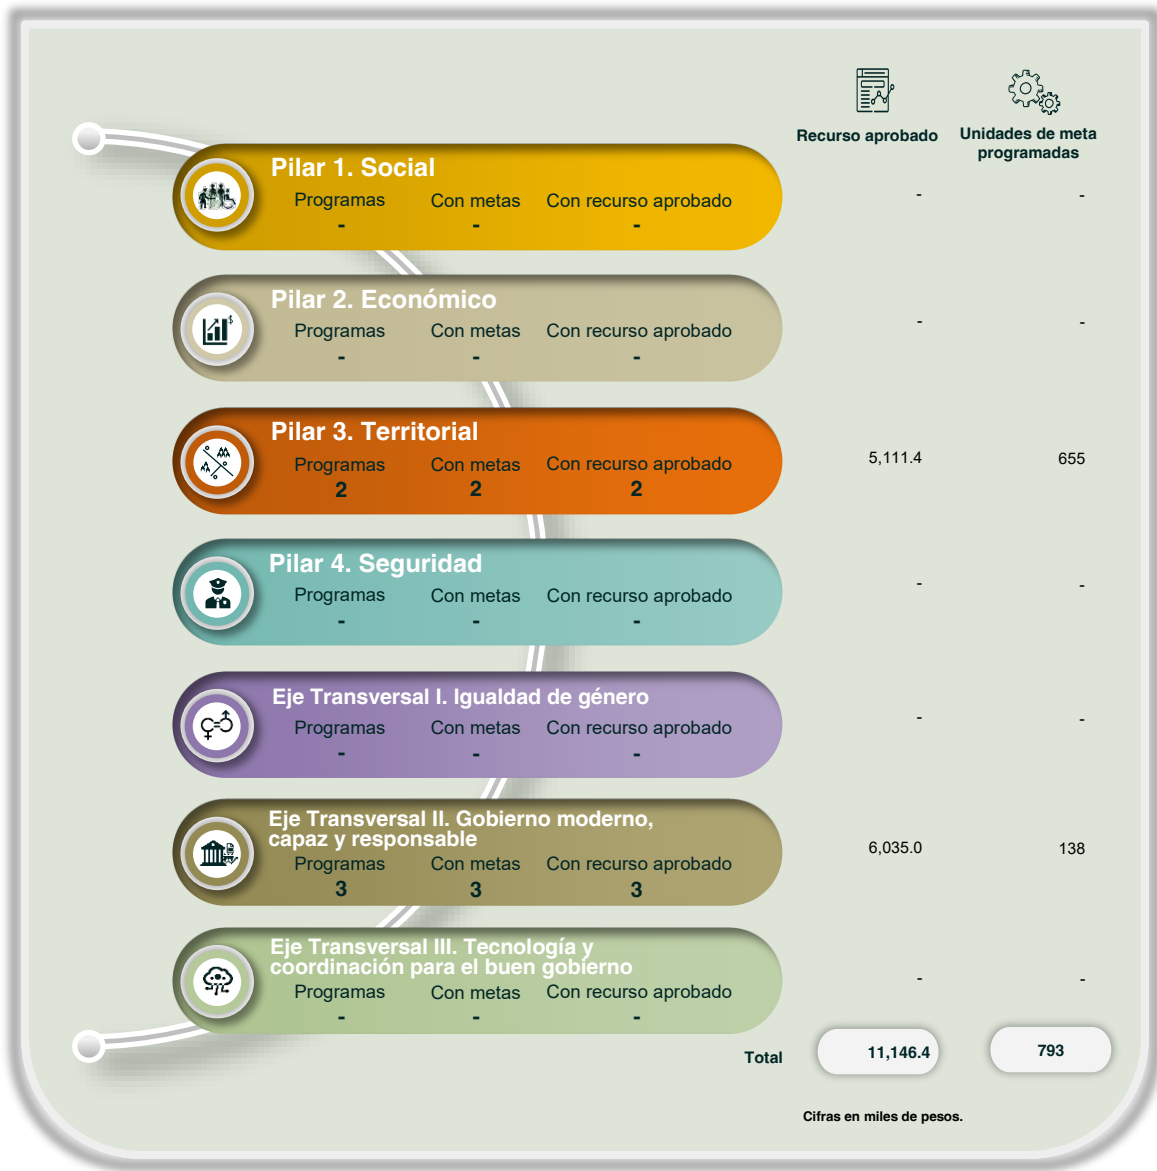 Recurso aprobado
Unidades de meta
programadas
Pilar 1. Social
Programas Con metas Con recurso aprobado
- - -
- -
Pilar 2. Económico
Programas Con metas Con recurso aprobado
- - -
- -
Pilar 3. Territorial
Programas Con metas Con recurso aprobado
2 2 2
5,111.4 655
Pilar 4. Seguridad
Programas Con metas Con recurso aprobado
- - -
- -
Eje Transversal I. Igualdad de género
Programas Con metas Con recurso aprobado
- - -
- -
Eje Transversal II. Gobierno moderno,
capaz y responsable
Programas Con metas Con recurso aprobado
3 3 3
6,035.0 138
Eje Transversal III. Tecnología y
coordinación para el buen gobierno
Programas Con metas Con recurso aprobado
- - -
- -
Total 11,146.4 793
Cifras en miles de pesos.